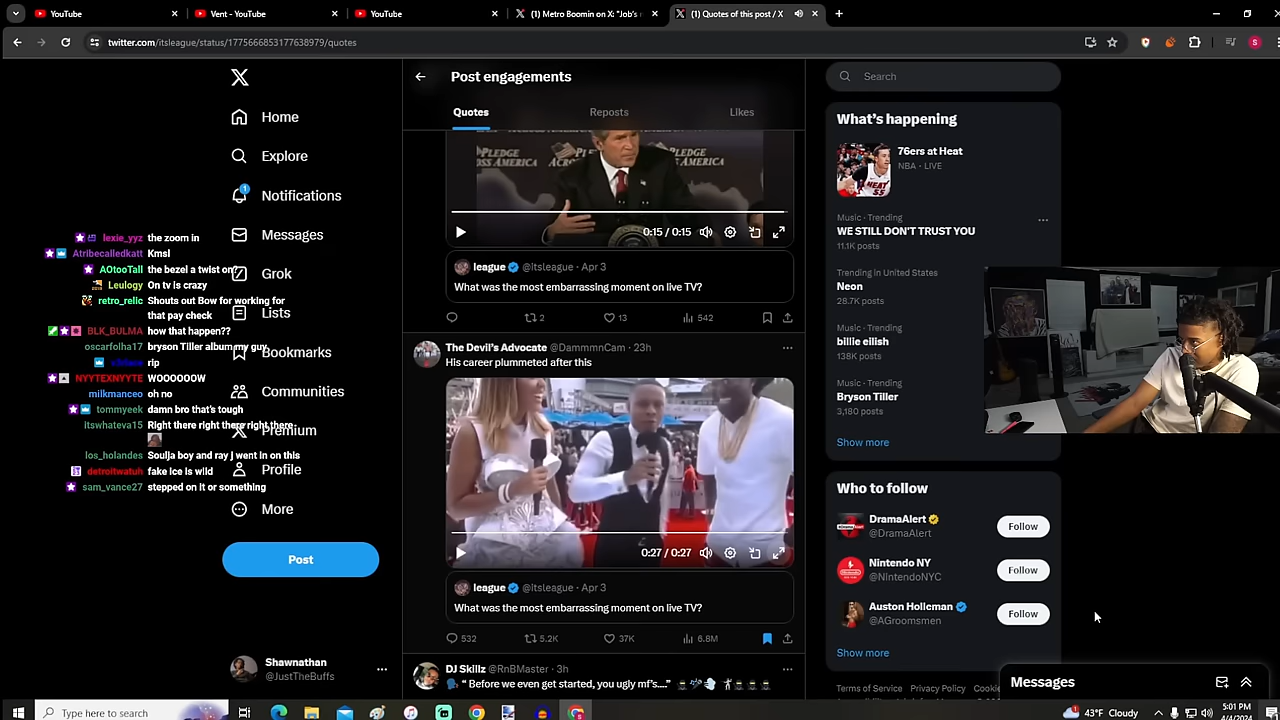 YouTube
Vent - YouTube
YouTube
(1) Metro Boomin on X: "Job's
(1) Quotes of this post / X
twitter.com/itsleague/status/1775666853177638979/quotes
Post engagements
Search
Quotes
Reposts
Likes
What's happening
76ers at Heat
NBA · LIVE
Music · Trending
WE STILL DON'T TRUST YOU
11.1K posts
Trending in United States
Neon
28.7K posts
Music · Trending
billie eilish
138K posts
Music · Trending
Bryson Tiller
3,180 posts
Show more
Who to follow
DramaAlert
@DramaAlert
Follow
Nintendo NY
@NintendoNYC
Follow
Auston Holleman
@AGroomsmen
Follow
Show more
Terms of Service Privacy Policy Cookie
Messages
Home
Explore
1
Notifications
Messages
Grok
Lists
Bookmarks
Communities
Premium
Profile
More
Post
Shawnathan
@JustTheBuffs
lexie_yyz the zoom in
Atribecalledkatt Kmsl
AOtooTall the bezel a twist on?
Leulogy On tv is crazy
retro_relic Shouts out Bow for working for
that pay check
BLK_BULMA how that happen??
oscarfolha17 bryson Tiller album my guy
rip
NYYTEXNYYTE WOOOOOW
milkmanceo oh no
tommyeek damn bro that's tough
itswhateva15 Right there right there right there
los_holandes Soulja boy and ray j went in on this
detroitwatuh fake ice is wild
sam_vance27 stepped on it or something
PLEDGE
ACROSS AMERICA
PLEDGE
ACROSS AMERICA
0:15 / 0:15
league @itsleague · Apr 3
What was the most embarrassing moment on live TV?
2
13
542
The Devil's Advocate @DammmnCam · 23h
His career plummeted after this
0:27 / 0:27
league @itsleague · Apr 3
What was the most embarrassing moment on live TV?
532
5.2K
37K
6.8M
DJ Skillz @RnBMaster · 3h
" Before we even get started, you ugly mf's...."
Type here to search
43°F Cloudy
5:01 PM
4/4/2024